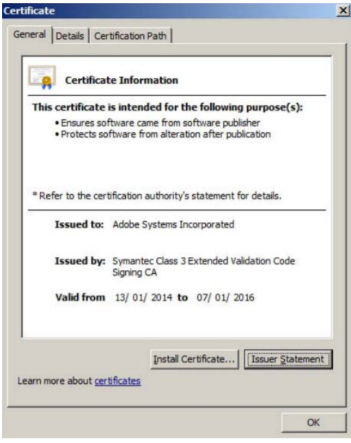 Certificate
General Details Certification Path
Certificate Information
This certificate is intended for the following purpose(s):
• Ensures software came from software publisher
• Protects software from alteration after publication
* Refer to the certification authority's statement for details.
Issued to: Adobe Systems Incorporated
Issued by: Symantec Class 3 Extended Validation Code
Signing CA
Valid from 13/ 01/ 2014 to 07/ 01/ 2016
Install Certificate... Issuer Statement
Learn more about certificates
OK